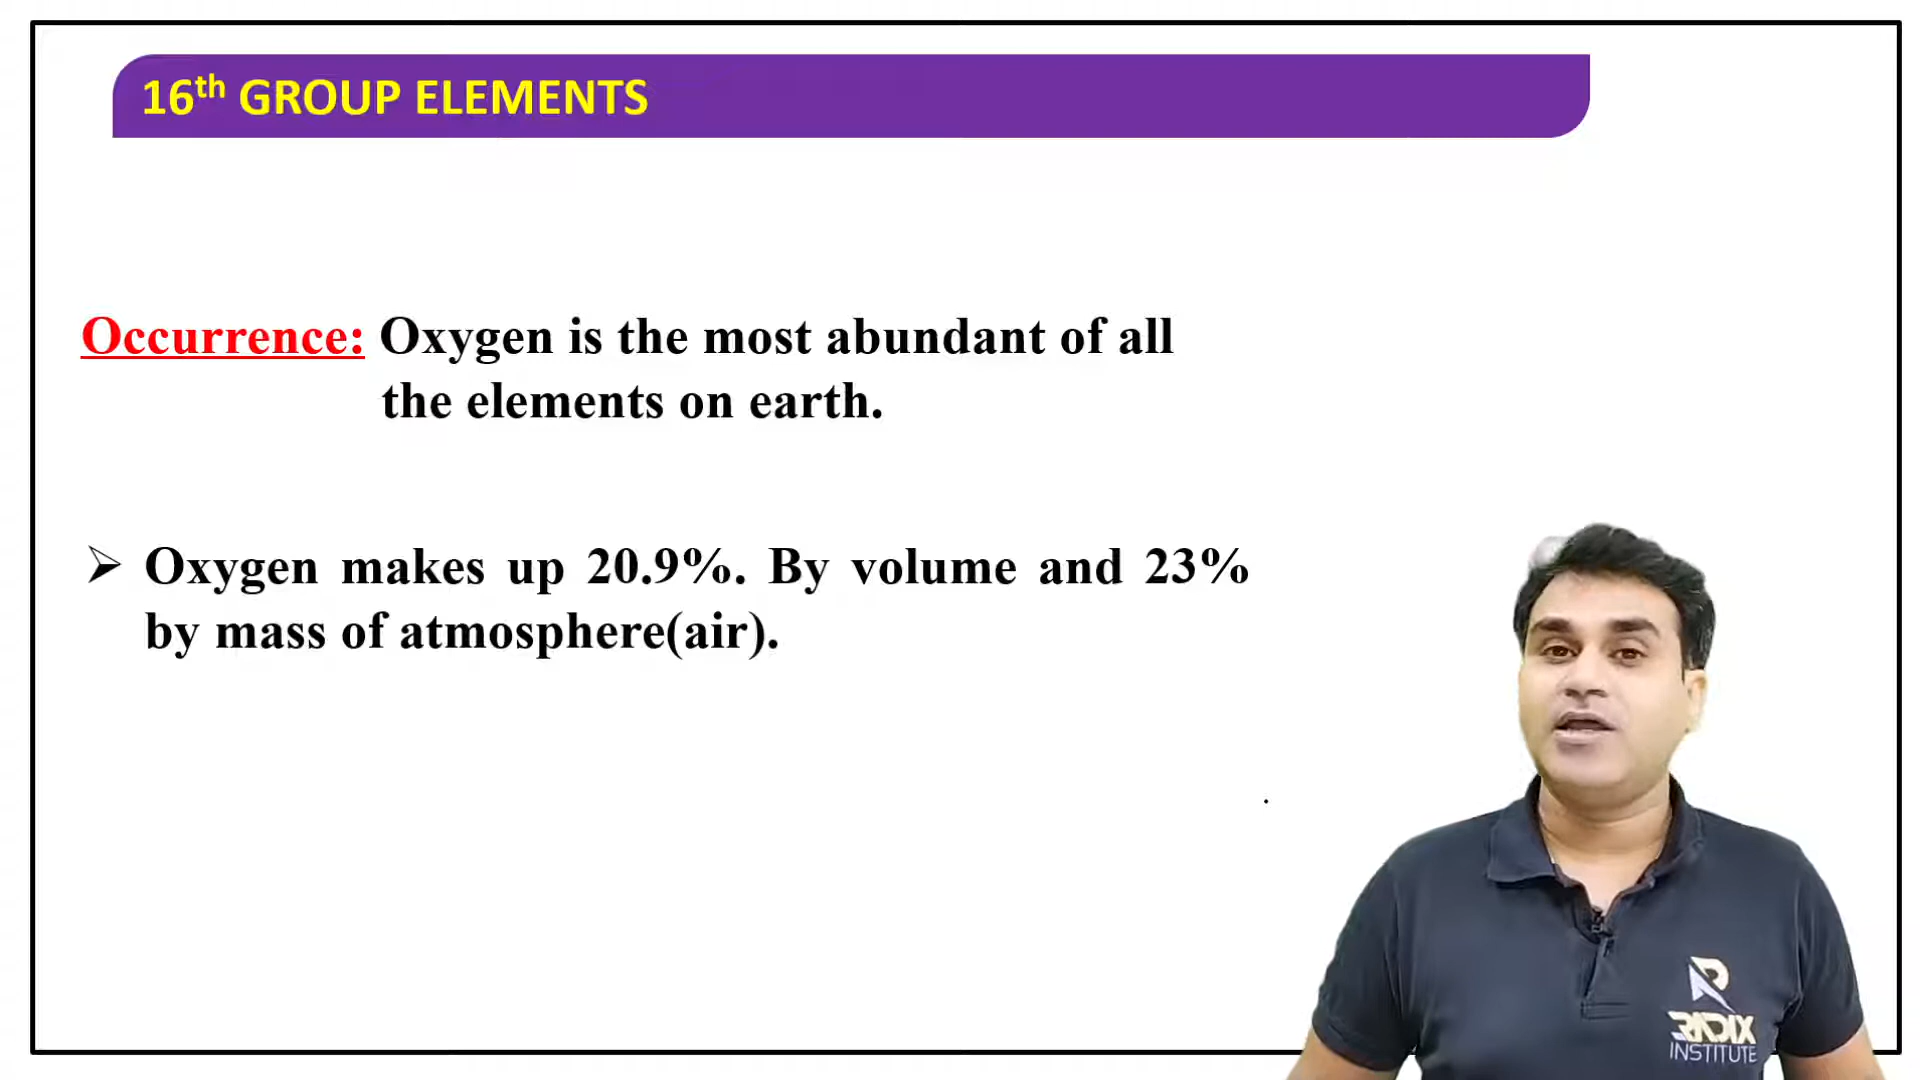 16th GROUP ELEMENTS
Occurrence: Oxygen is the most abundant of all
the elements on earth.
➢ Oxygen makes up 20.9%. By volume and 23%
by mass of atmosphere(air).
RADIX
INSTITUTE